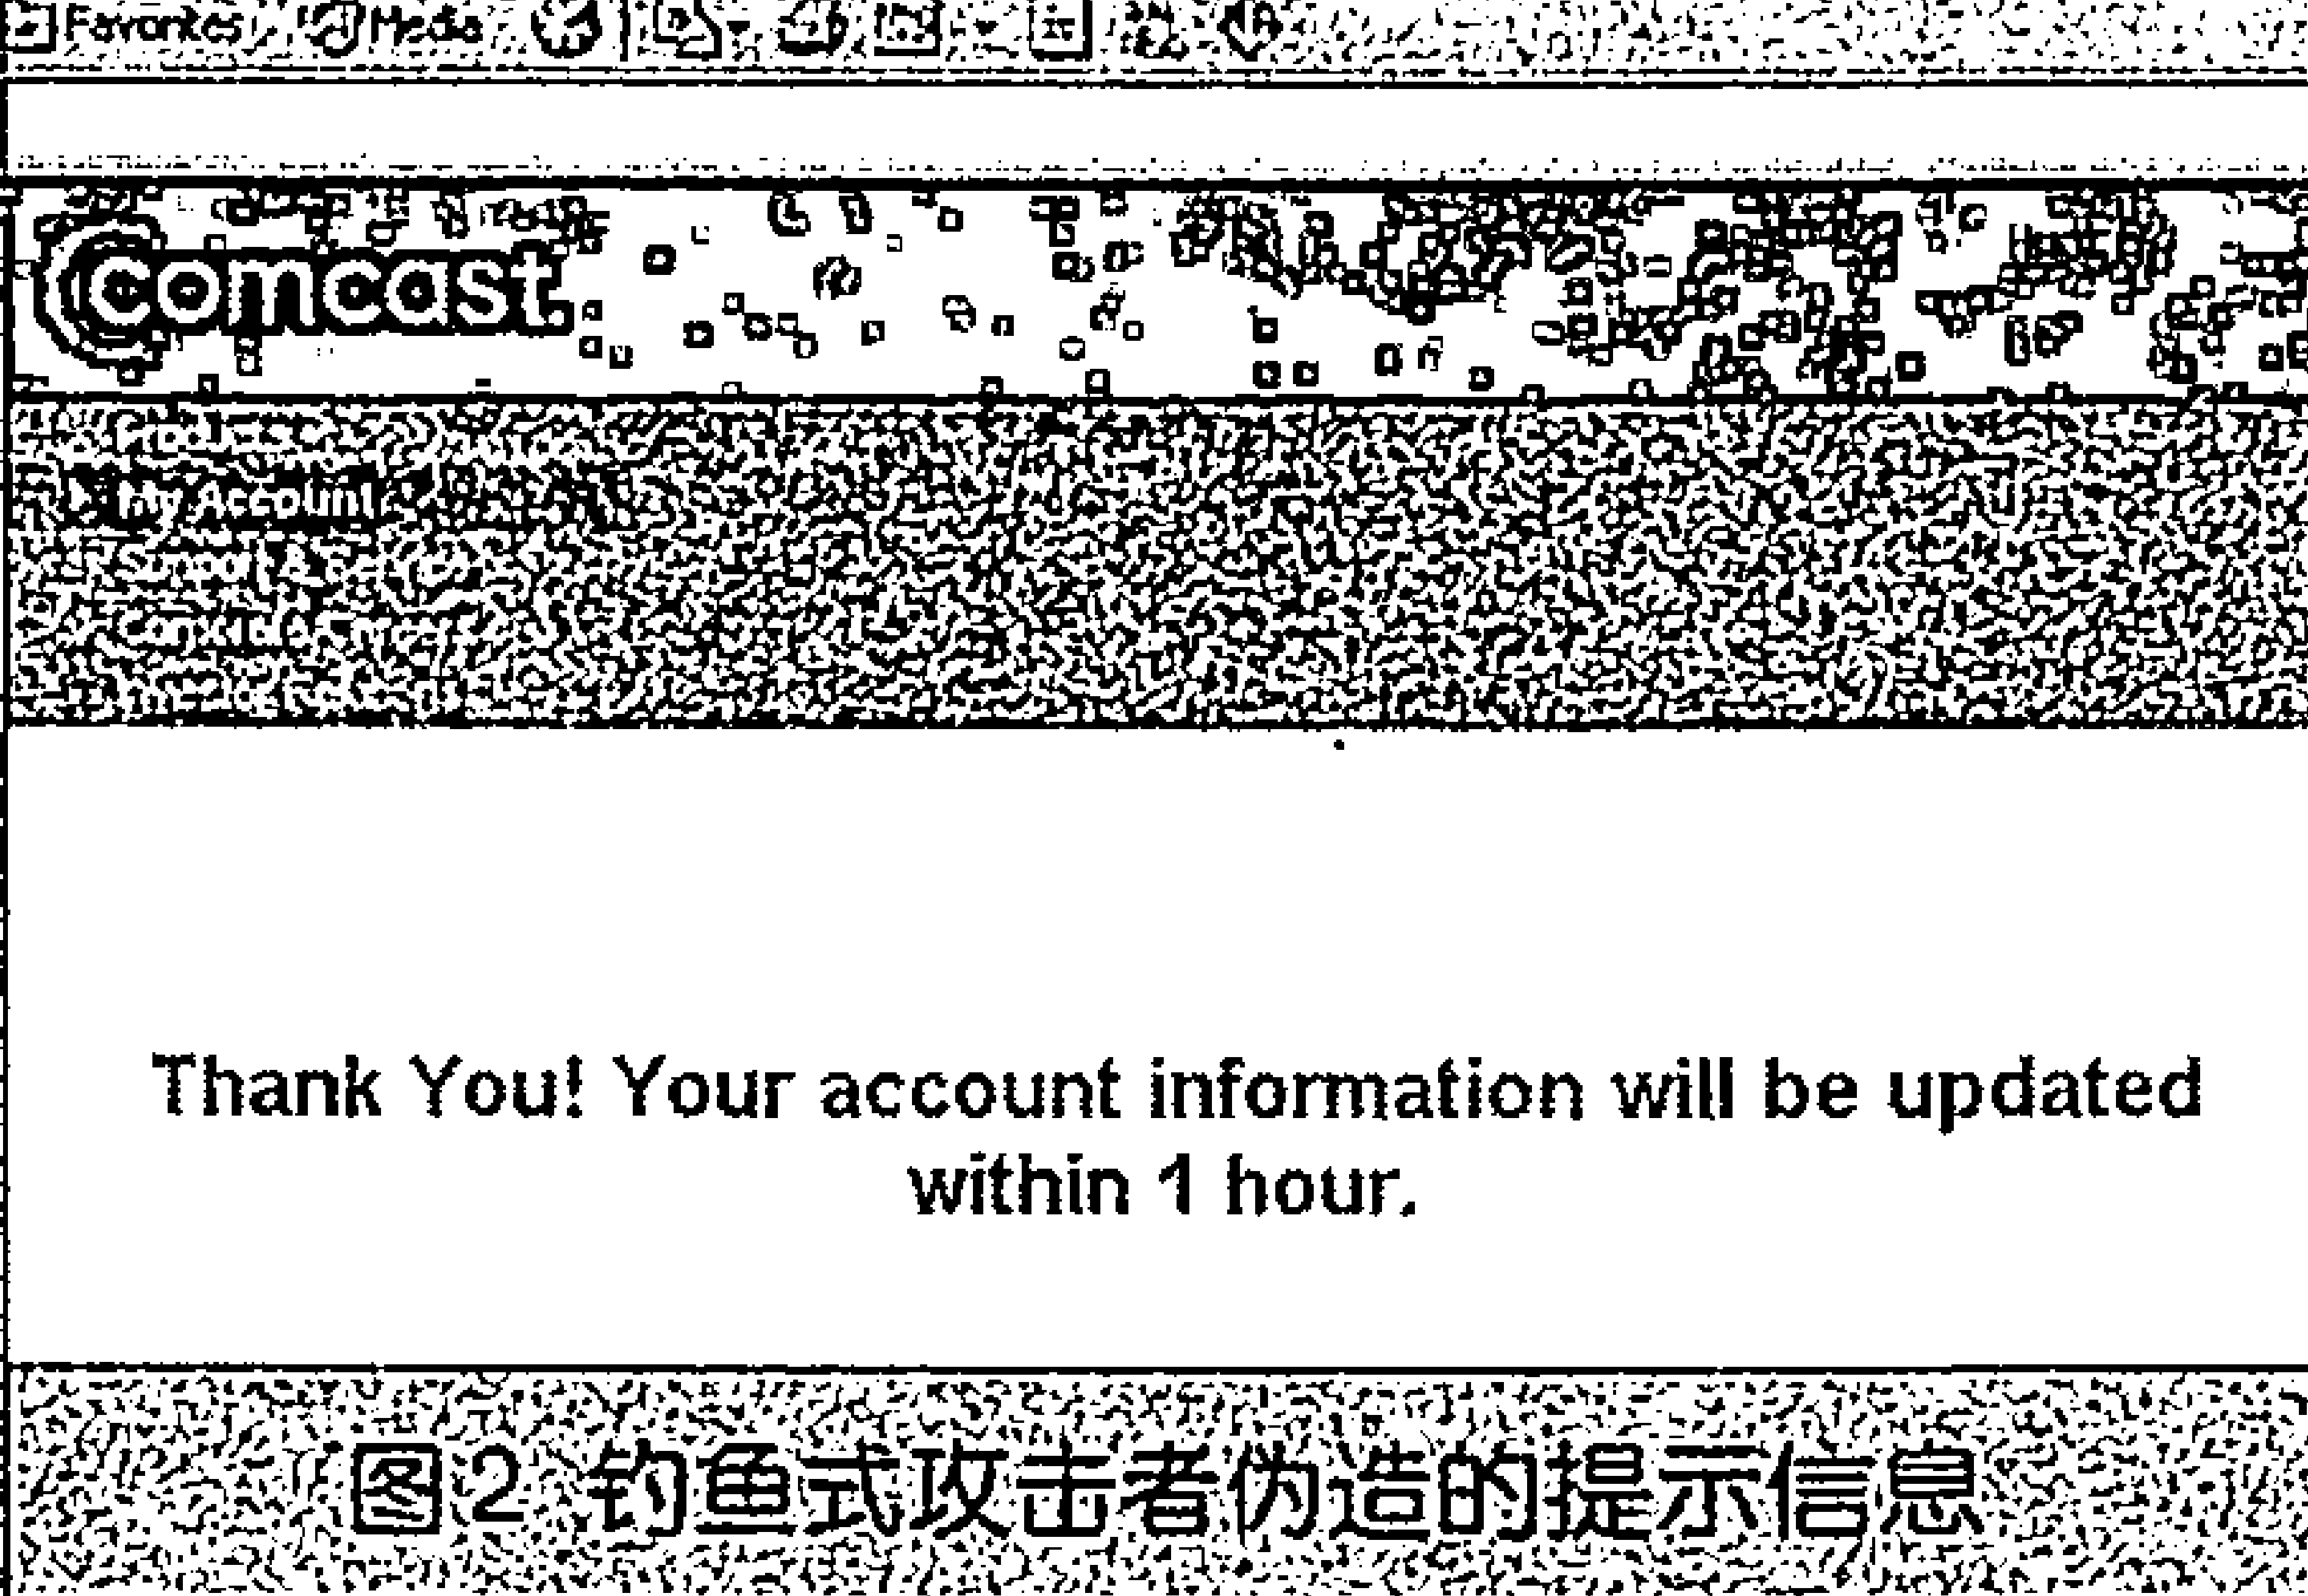 Favorites Media
comcast.
My Account
Thank You! Your account information will be updated
within 1 hour.
图2 钓鱼式攻击者伪造的提示信息